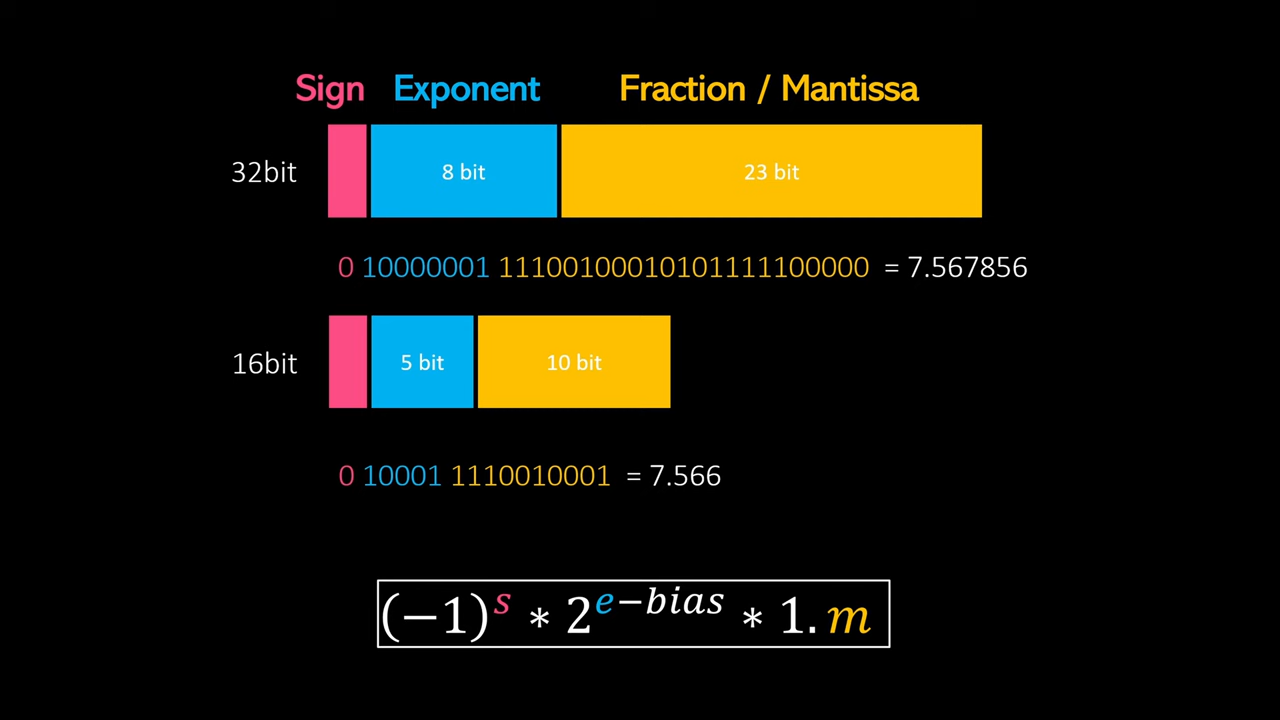 Sign Exponent Fraction / Mantissa
32bit 8 bit 23 bit
0 10000001 11100100010101111100000 = 7.567856
16bit 5 bit 10 bit
0 10001 1110010001 = 7.566
(−1)^s * 2^(e−bias) * 1.m